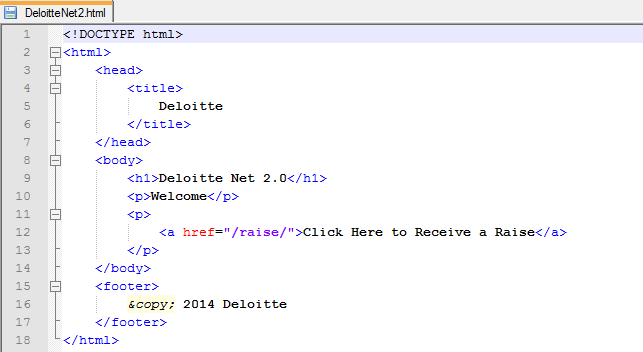 DeloitteNet2.html
1 <!DOCTYPE html>
2 <html>
3 <head>
4 <title>
5 Deloitte
6 </title>
7 </head>
8 <body>
9 <h1>Deloitte Net 2.0</h1>
10 <p>Welcome</p>
11 <p>
12 <a href="/raise/">Click Here to Receive a Raise</a>
13 </p>
14 </body>
15 <footer>
16 &copy; 2014 Deloitte
17 </footer>
18 </html>